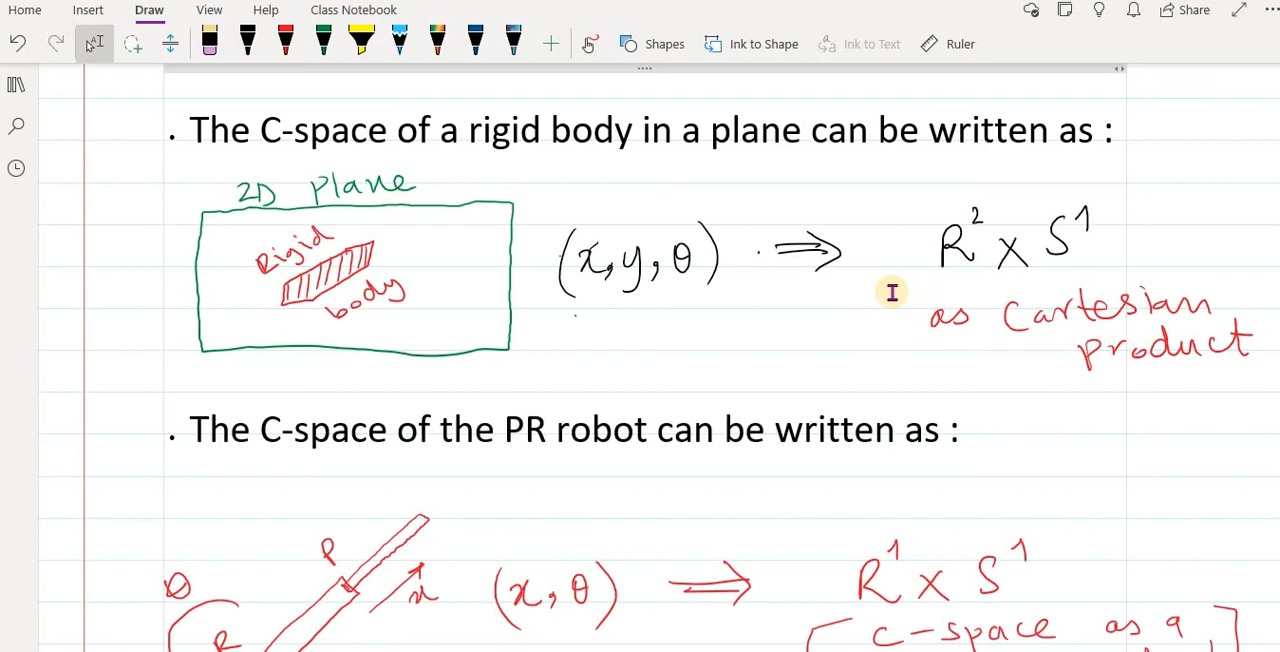 Home Insert Draw View Help Class Notebook Share
Shapes Ink to Shape Ink to Text Ruler
. The C-space of a rigid body in a plane can be written as :
2D Plane
Rigid
body
(x, y, θ) . ⟹ R² × S¹
as Cartesian
product
. The C-space of the PR robot can be written as :
P
θ
R
x
(x, θ) ⟹ R¹ × S¹
C-space as a